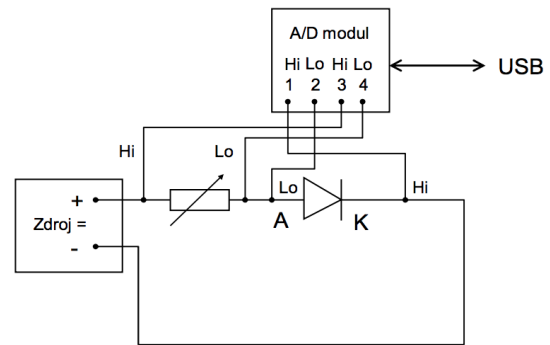 A/D modul
Hi Lo Hi Lo
1 2 3 4
USB
Hi
Lo
+
Zdroj =
-
Lo
Hi
A
K